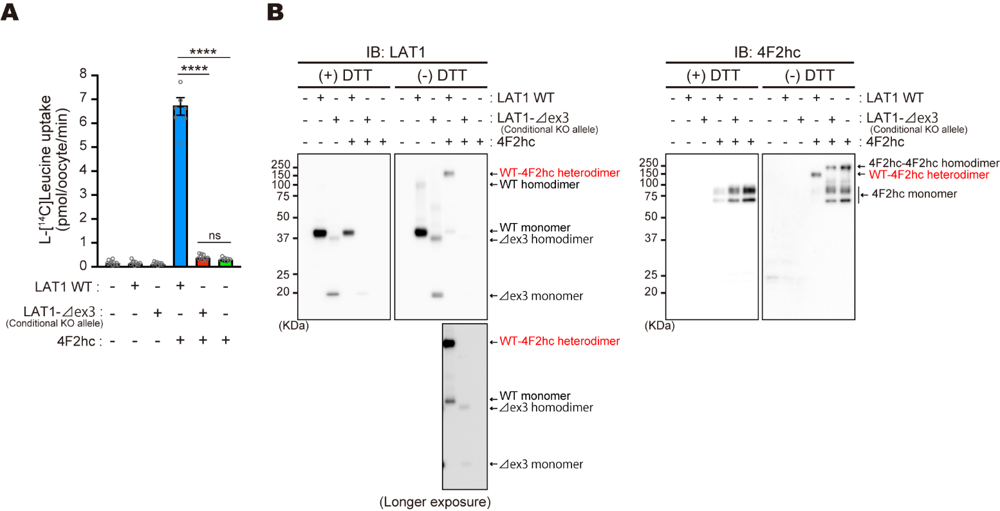 A
****
****
ns
L-[¹⁴C]Leucine uptake
(pmol/oocyte/min)
8
7
6
5
4
3
2
1
0
LAT1 WT : - + - + - -
LAT1-⊿ex3 : - - + - + -
(Conditional KO allele)
4F2hc : - - - + + +
B
IB: LAT1
(+) DTT (-) DTT
- + - + - - - + - + - - : LAT1 WT
- - + - + - - - + - + - : LAT1-⊿ex3
(Conditional KO allele)
- - - + + + - - - + + + : 4F2hc
250
150
100
75
50
37
25
20
(KDa)
←WT-4F2hc heterodimer
←WT homodimer
←WT monomer
←⊿ex3 homodimer
←⊿ex3 monomer
←WT-4F2hc heterodimer
←WT monomer
←⊿ex3 homodimer
←⊿ex3 monomer
(Longer exposure)
IB: 4F2hc
(+) DTT (-) DTT
- + - + - - - + - + - - : LAT1 WT
- - + - + - - - + - + - : LAT1-⊿ex3
(Conditional KO allele)
- - - + + + - - - + + + : 4F2hc
250
150
100
75
50
37
25
20
(KDa)
←4F2hc-4F2hc homodimer
←WT-4F2hc heterodimer
←4F2hc monomer